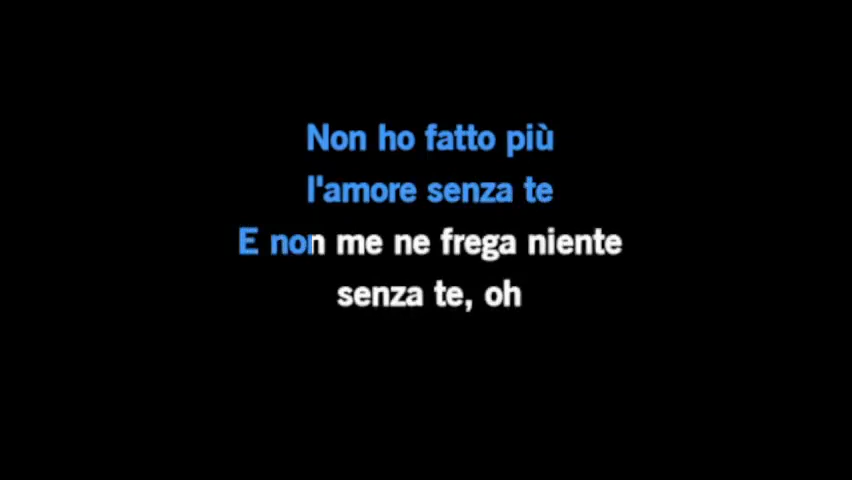 Non ho fatto più
l'amore senza te
E non me ne frega niente
senza te, oh